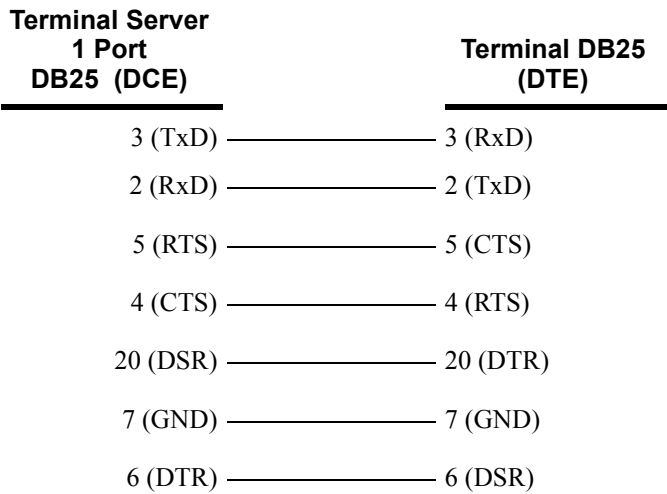 Terminal Server
1 Port
DB25 (DCE)
Terminal DB25
(DTE)
3 (TxD) 3 (RxD)
2 (RxD) 2 (TxD)
5 (RTS) 5 (CTS)
4 (CTS) 4 (RTS)
20 (DSR) 20 (DTR)
7 (GND) 7 (GND)
6 (DTR) 6 (DSR)